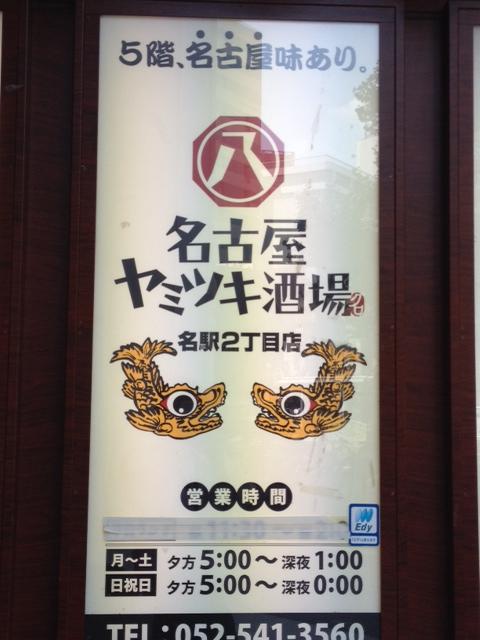 5階、名古屋味あり。
八
名古屋
ヤミツキ酒場
名駅2丁目店
営業時間
Edy
月〜土 夕方5:00〜深夜1:00
日祝日 夕方5:00〜深夜0:00
TEL:052-541-3560